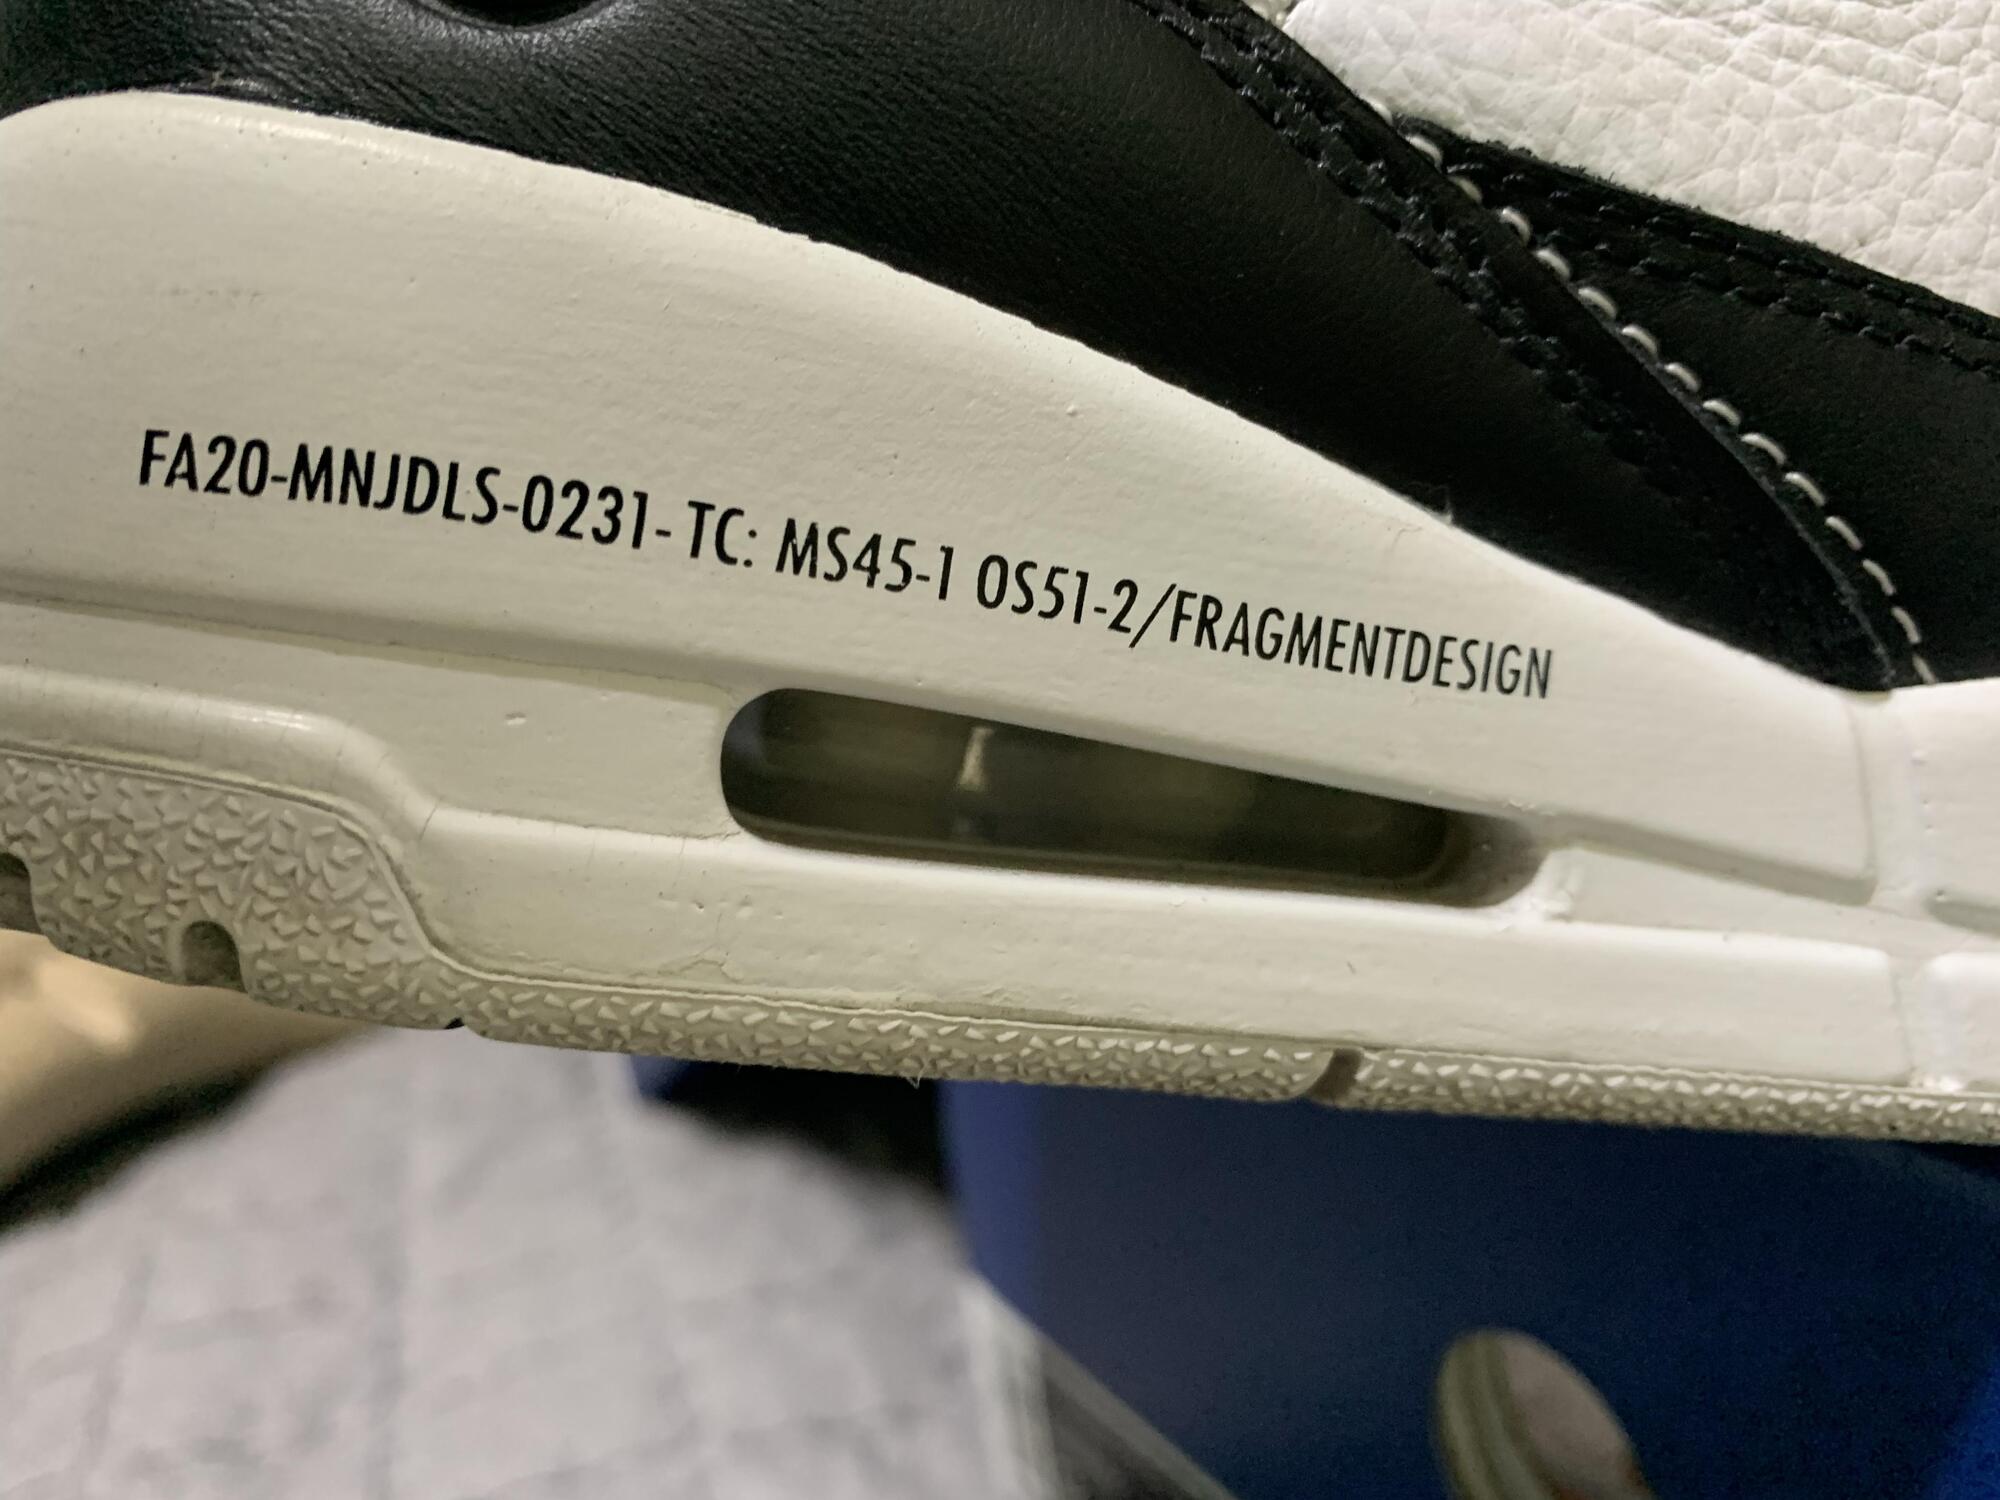 FA20-MNJDLS-0231- TC: MS45-1 OS51-2/FRAGMENTDESIGN